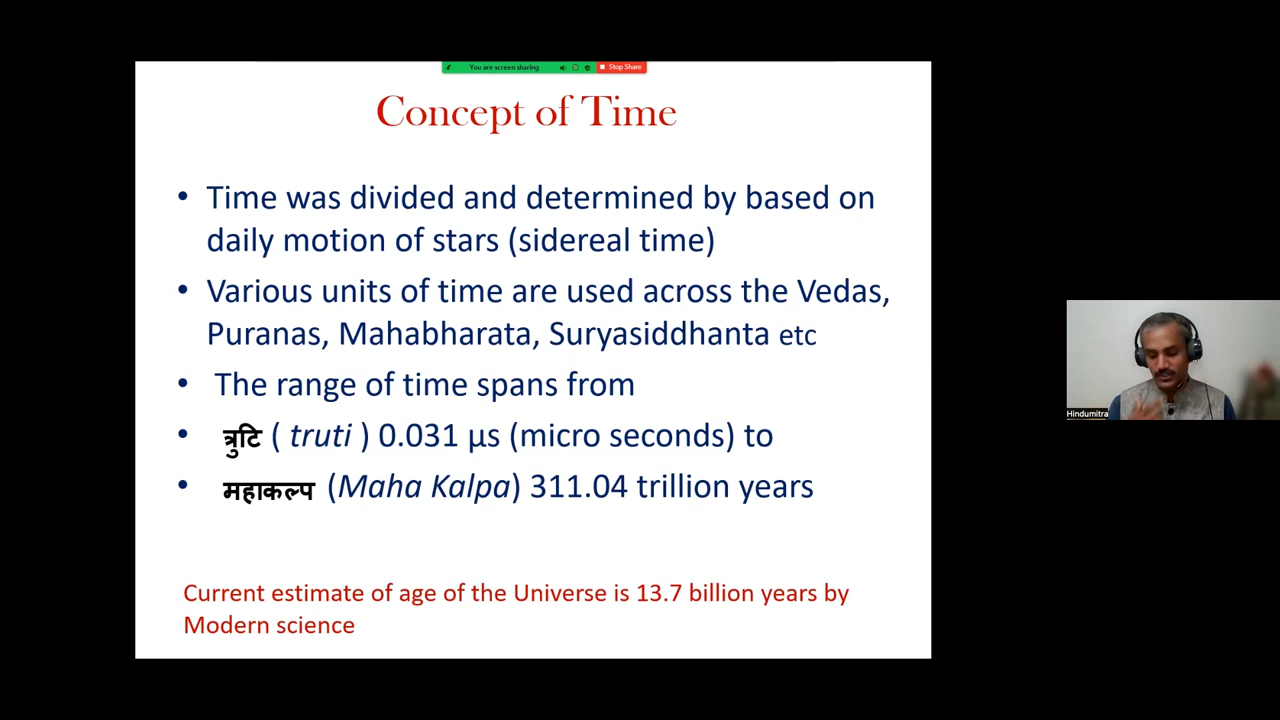 You are screen sharing
Stop Share
Concept of Time
• Time was divided and determined by based on
daily motion of stars (sidereal time)
• Various units of time are used across the Vedas,
Puranas, Mahabharata, Suryasiddhanta etc
• The range of time spans from
• त्रुटि ( truti ) 0.031 µs (micro seconds) to
• महाकल्प (Maha Kalpa) 311.04 trillion years
Hindumitra
Current estimate of age of the Universe is 13.7 billion years by
Modern science